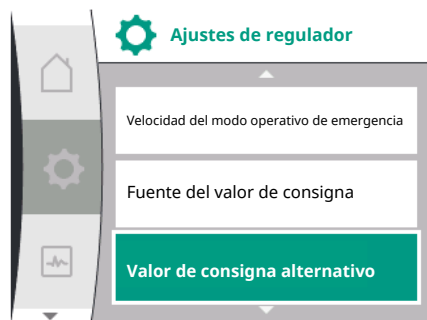 Ajustes de regulador
Velocidad del modo operativo de emergencia
Fuente del valor de consigna
Valor de consigna alternativo